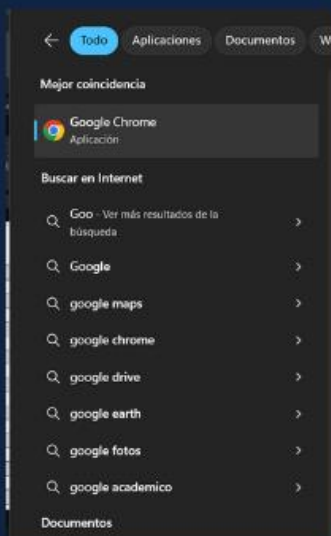 Todo Aplicaciones Documentos W
Mejor coincidencia
Google Chrome
Aplicación
Buscar en Internet
Goo - Ver más resultados de la
búsqueda
Google
google maps
google chrome
google drive
google earth
google fotos
google academico
Documentos